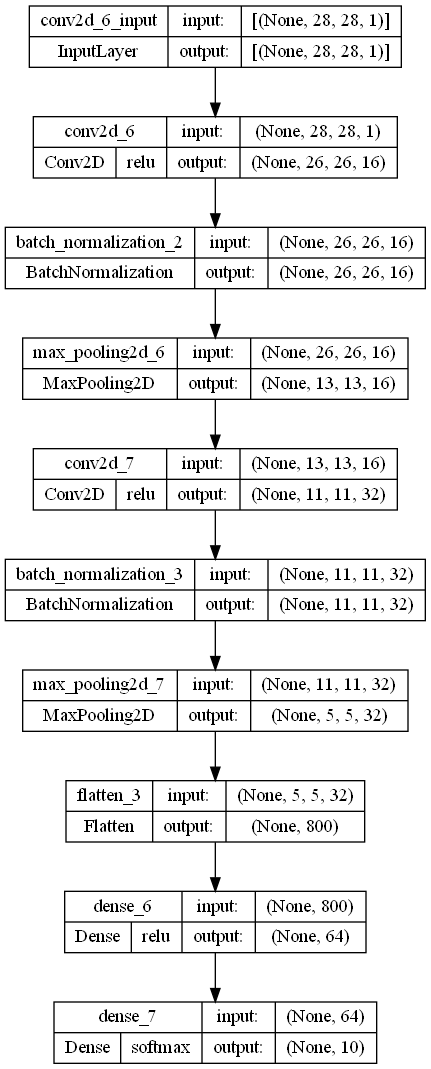 conv2d_6_input input: [(None, 28, 28, 1)]
InputLayer output: [(None, 28, 28, 1)]
conv2d_6 input: (None, 28, 28, 1)
Conv2D relu output: (None, 26, 26, 16)
batch_normalization_2 input: (None, 26, 26, 16)
BatchNormalization output: (None, 26, 26, 16)
max_pooling2d_6 input: (None, 26, 26, 16)
MaxPooling2D output: (None, 13, 13, 16)
conv2d_7 input: (None, 13, 13, 16)
Conv2D relu output: (None, 11, 11, 32)
batch_normalization_3 input: (None, 11, 11, 32)
BatchNormalization output: (None, 11, 11, 32)
max_pooling2d_7 input: (None, 11, 11, 32)
MaxPooling2D output: (None, 5, 5, 32)
flatten_3 input: (None, 5, 5, 32)
Flatten output: (None, 800)
dense_6 input: (None, 800)
Dense relu output: (None, 64)
dense_7 input: (None, 64)
Dense softmax output: (None, 10)